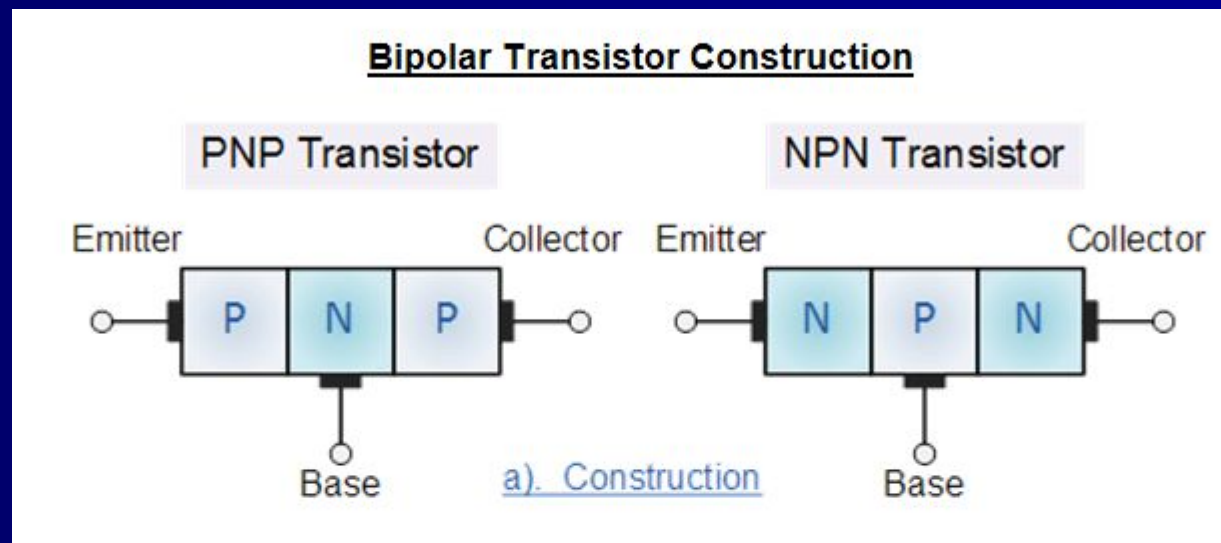 Bipolar Transistor Construction
PNP Transistor
NPN Transistor
Emitter
Collector
Emitter
Collector
P N P
N P N
Base
a). Construction
Base